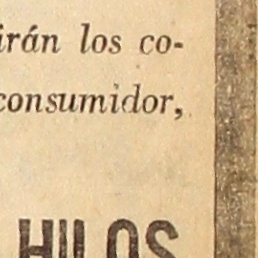 irán los co-
consumidor,
HILOS